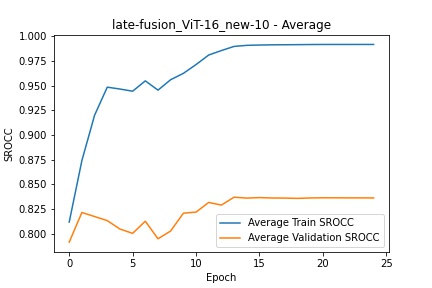 late-fusion_ViT-16_new-10 - Average
1.000
0.975
0.950
0.925
0.900
0.875
0.850
0.825
0.800
SROCC
Average Train SROCC
Average Validation SROCC
0 5 10 15 20 25
Epoch